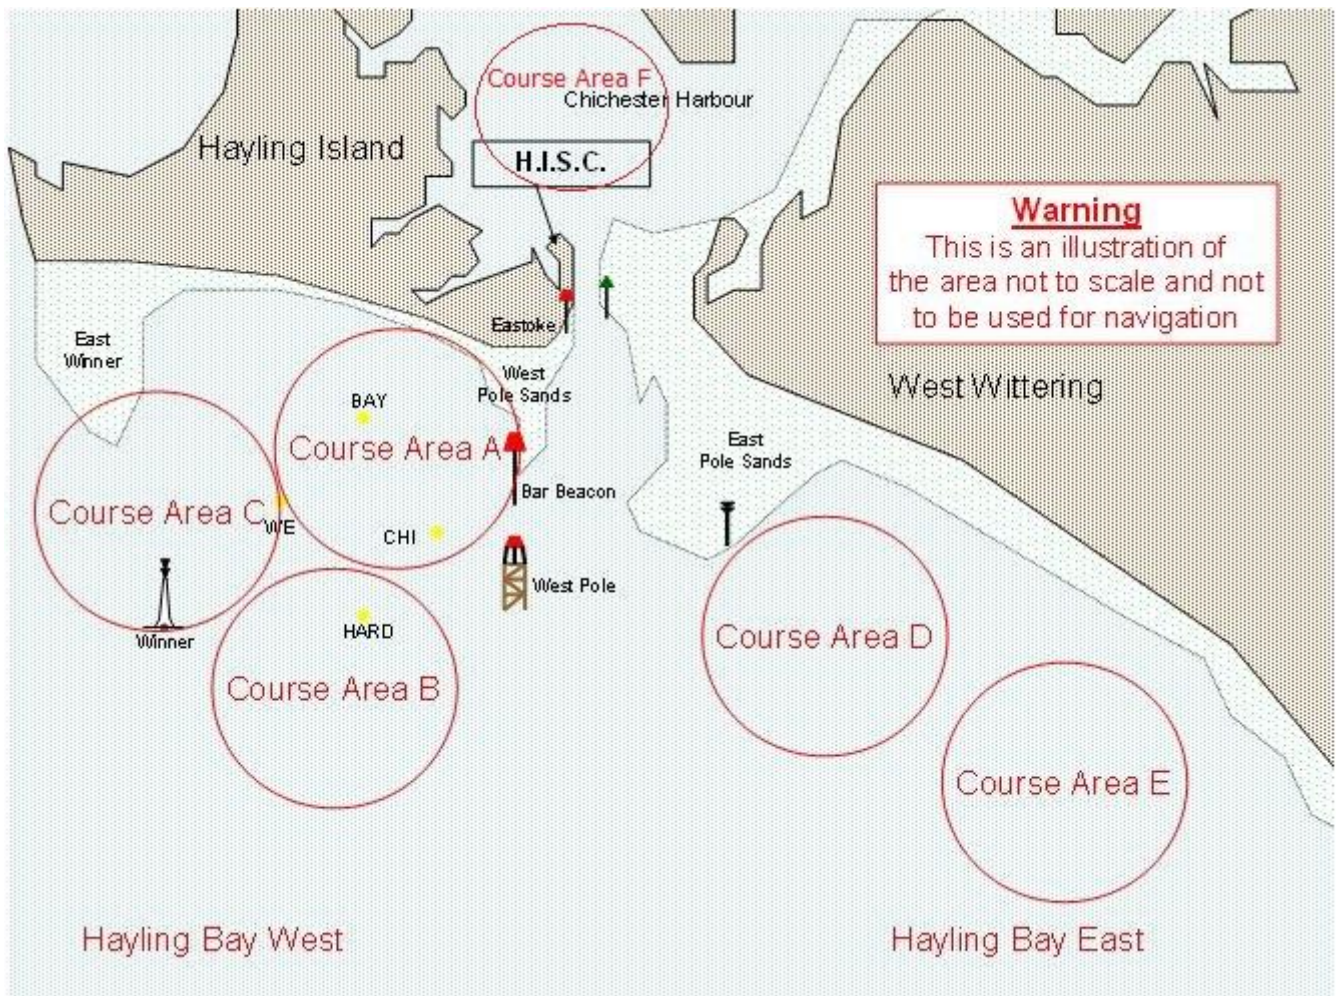 Course Area F
Chichester Harbour
Hayling Island
H.I.S.C.
Warning
This is an illustration of
the area not to scale and not
to be used for navigation
Eastoke
East
Winner
West
Pole Sands
West Wittering
BAY
Course Area A
East
Pole Sands
Bar Beacon
Course Area C
WE
CHI
West Pole
HARD
Winner
Course Area D
Course Area B
Course Area E
Hayling Bay West
Hayling Bay East